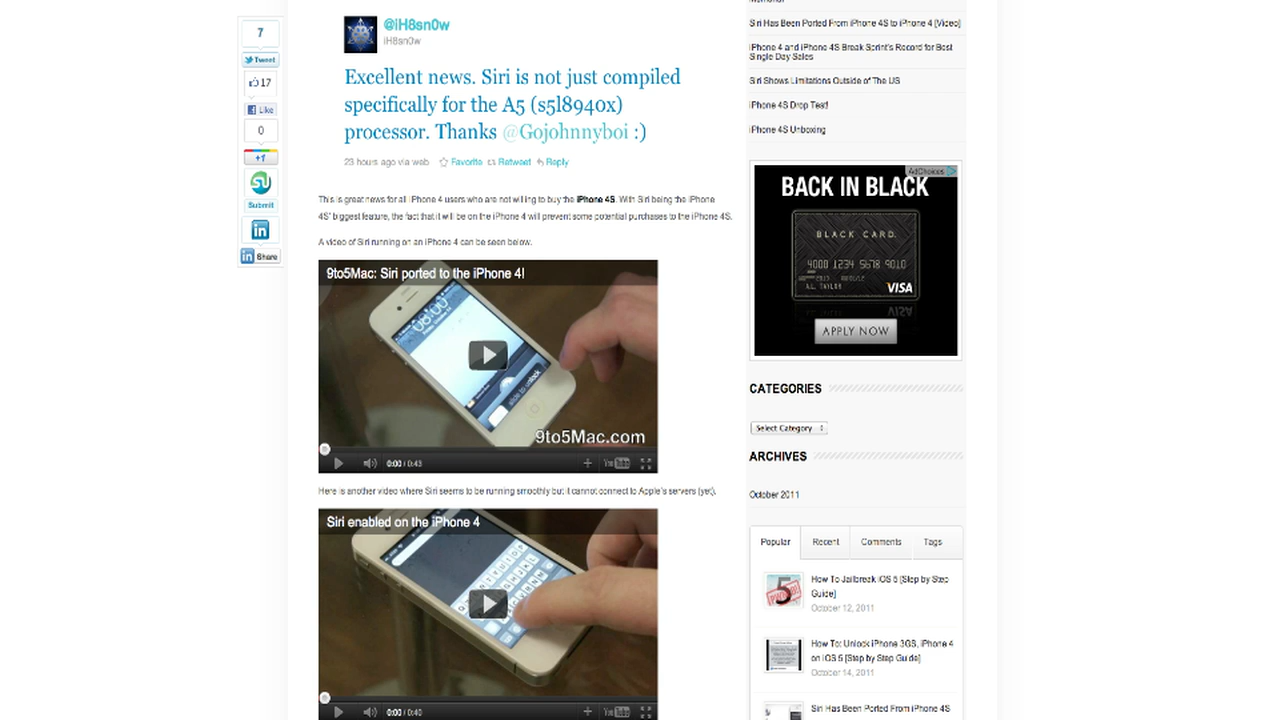 7
Tweet
17
Like
0
+1
Submit
in
in Share
@iH8sn0w
iH8sn0w
Excellent news. Siri is not just compiled
specifically for the A5 (s5l8940x)
processor. Thanks @Gojohnnyboi :)
23 hours ago via web Favorite Retweet Reply
This is great news for all iPhone 4 users who are not willing to buy the iPhone 4S. With Siri being the iPhone
4S' biggest feature, the fact that it will be on the iPhone 4 will prevent some potential purchases to the iPhone 4S.
A video of Siri running on an iPhone 4 can be seen below.
9to5Mac: Siri ported to the iPhone 4!
08:00
slide to unlock
9to5Mac.com
0:00 / 0:43
You Tube
Here is another video where Siri seems to be running smoothly but it cannot connect to Apple's servers (yet).
Siri enabled on the iPhone 4
0:00 / 0:40
You Tube
Siri Has Been Ported From iPhone 4S to iPhone 4 [Video]
iPhone 4 and iPhone 4S Break Sprint's Record for Best
Single Day Sales
Siri Shows Limitations Outside of The US
iPhone 4S Drop Test!
iPhone 4S Unboxing
AdChoices
BACK IN BLACK
BLACK CARD.
4000 1234 5678 9010
A.L. TAYLOR
VISA
APPLY NOW
CATEGORIES
Select Category
ARCHIVES
October 2011
Popular Recent Comments Tags
How To Jailbreak iOS 5 [Step by Step
Guide]
October 12, 2011
How To: Unlock iPhone 3GS, iPhone 4
on iOS 5 [Step by Step Guide]
October 14, 2011
Siri Has Been Ported From iPhone 4S